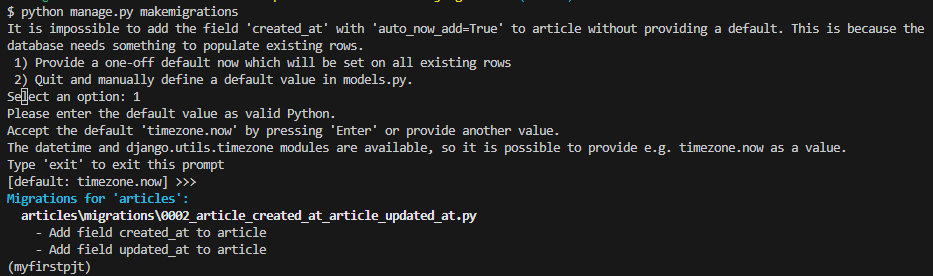 $ python manage.py makemigrations
It is impossible to add the field 'created_at' with 'auto_now_add=True' to article without providing a default. This is because the
database needs something to populate existing rows.
1) Provide a one-off default now which will be set on all existing rows
2) Quit and manually define a default value in models.py.
Select an option: 1
Please enter the default value as valid Python.
Accept the default 'timezone.now' by pressing 'Enter' or provide another value.
The datetime and django.utils.timezone modules are available, so it is possible to provide e.g. timezone.now as a value.
Type 'exit' to exit this prompt
[default: timezone.now] >>>
Migrations for 'articles':
articles\migrations\0002_article_created_at_article_updated_at.py
- Add field created_at to article
- Add field updated_at to article
(myfirstpjt)